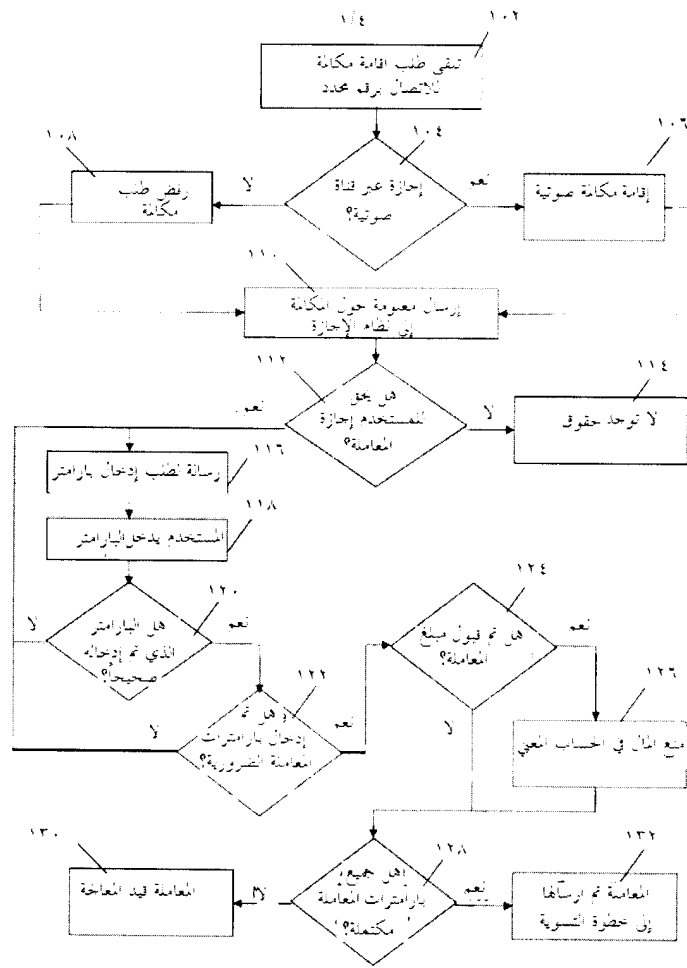 ١/٤
١٠٢
تلقي طلب اقامة مكالمة
للاتصال برقم محدد
١٠٤
١٠٦
١٠٨
إجازة عبر قناة
صوتية?
نعم
لا
إقامة مكالمة صوتية
رفض طلب
مكالمة
١١٠
إرسال معلومة حول المكالمة
إلى نظام الإجازة
١١٢
١١٤
هل يحق
للمستخدم إجازة
المعاملة?
لا
نعم
لا توجد حقوق
١١٦
رسالة لطلب إدخال بارامتر
١١٨
المستخدم يدخل البارامتر
١٢٠
هل البارامتر
الذي تم إدخاله
صحيحا?
نعم
لا
١٢٢
هل تم
إدخال بارامترات
المعاملة الضرورية?
نعم
لا
١٢٤
هل تم قبول مبلغ
المعاملة?
نعم
لا
١٢٦
منع المال في الحساب المعني
١٢٨
هل جميع
بارامترات المعاملة
مكتملة?
نعم
لا
١٣٠
المعاملة قيد المعالجة
١٣٢
المعاملة تم ارسالها
إلى خطوة التسوية